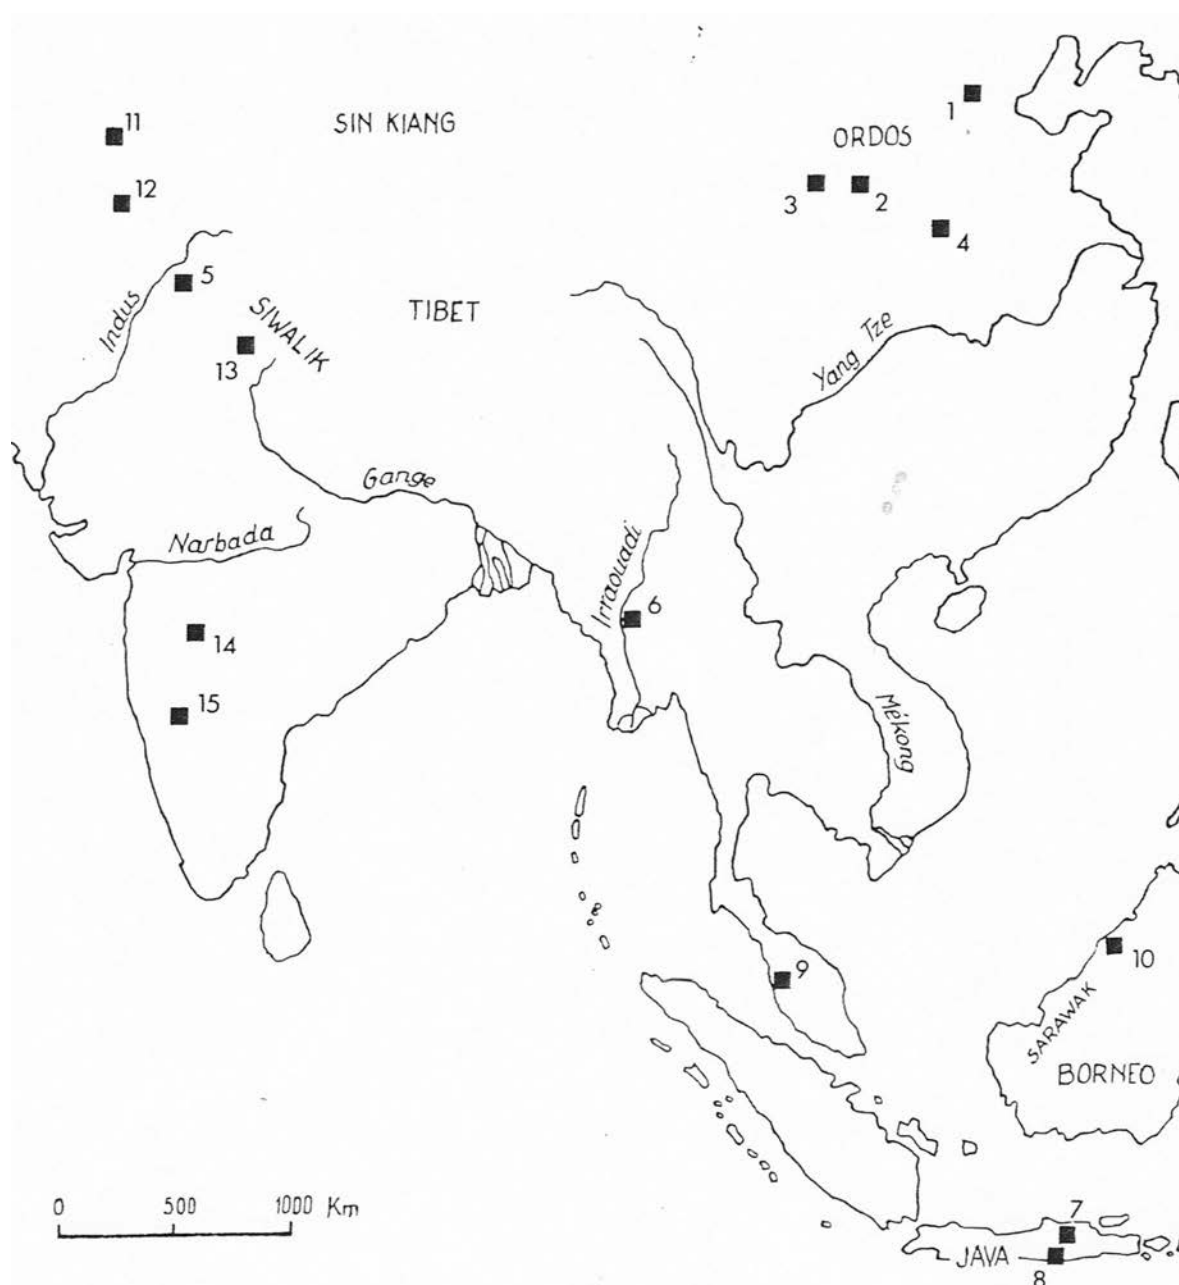 1
11
SIN KIANG
ORDOS
12
3
2
4
5
Indus
SIWALIK
TIBET
13
Yang Tze
Gange
Narbada
Irraouadi
6
14
15
Mékong
9
10
SARAWAK
BORNEO
0 500 1000 Km
7
JAVA
8